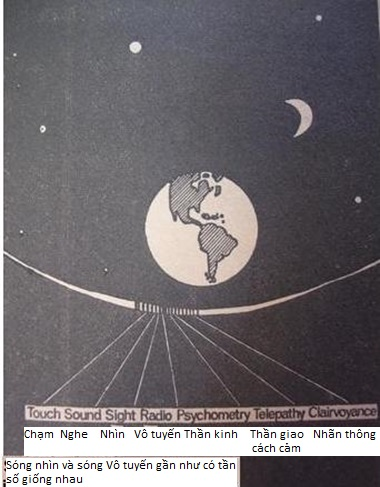 Touch Sound Sight Radio Psychometry Telepathy Clairvoyance
Chạm Nghe Nhìn Vô tuyến Thần kinh Thần giao Nhãn thông
cách cảm
Sóng nhìn và sóng Vô tuyến gần như có tần
số giống nhau